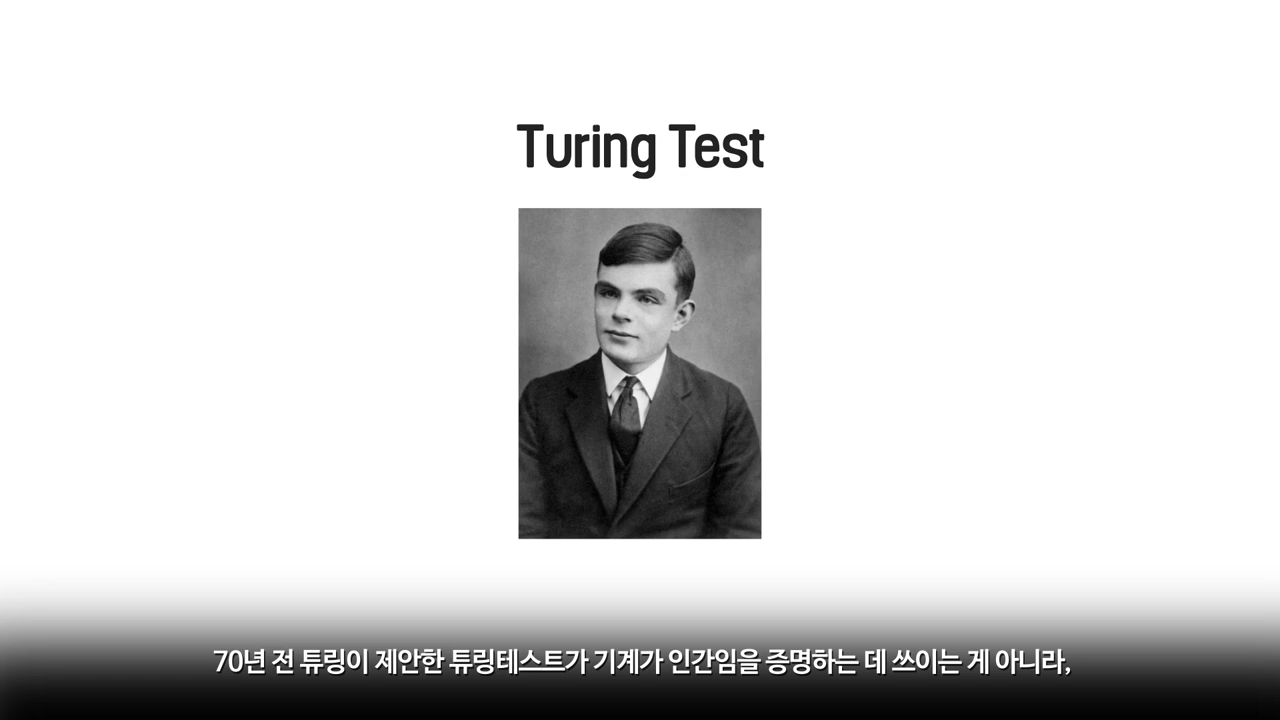 Turing Test
70년 전 튜링이 제안한 튜링테스트가 기계가 인간임을 증명하는 데 쓰이는 게 아니라,